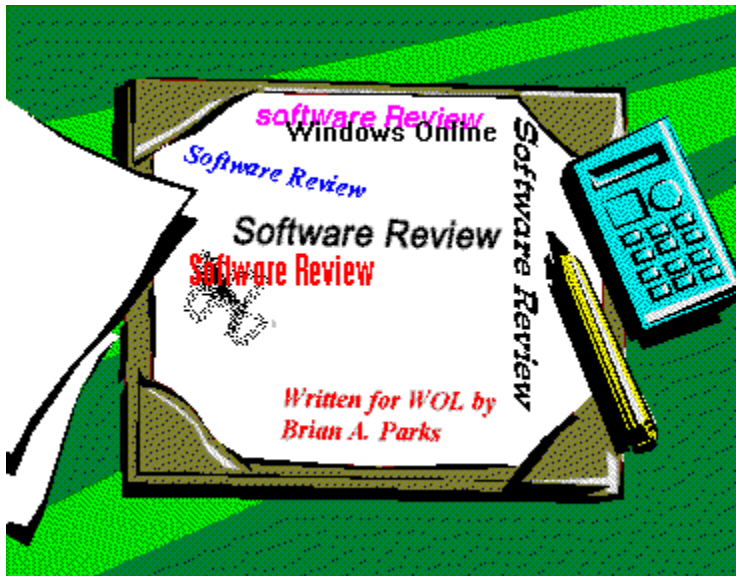 software Review
Windows Online
Software Review
Software Review
Software Review
Software Review
Written for WOL by
Brian A. Parks